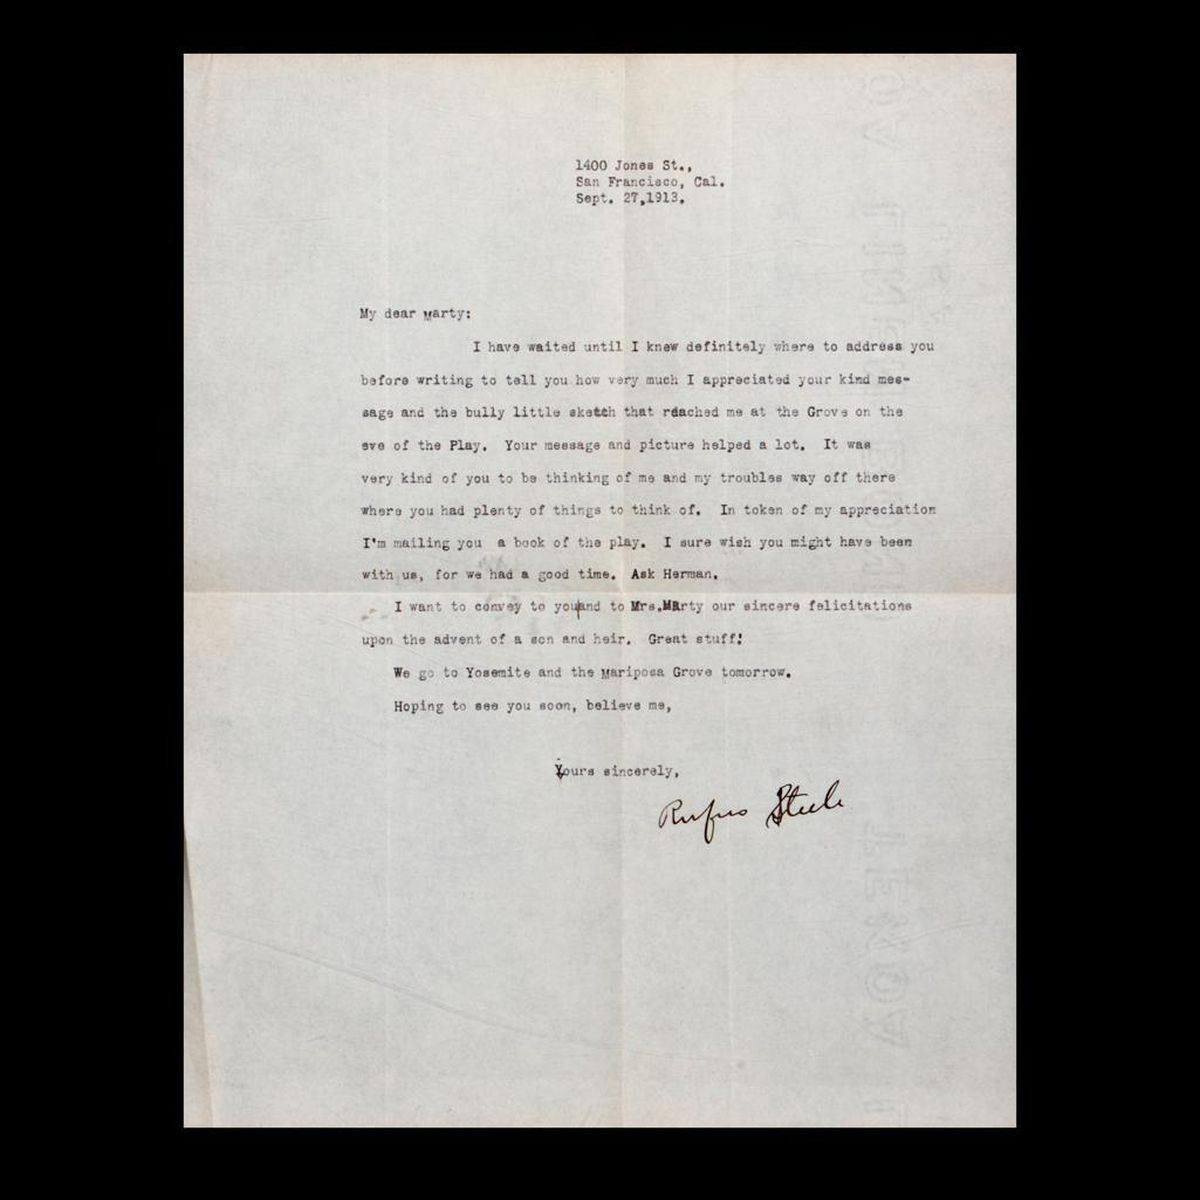 1400 Jones St.,
San Francisco, Cal.
Sept. 27,1913.
My dear Marty:
I have waited until I knew definitely where to address you
before writing to tell you how very much I appreciated your kind mes-
sage and the bully little sketch that reached me at the Grove on the
eve of the Play. Your message and picture helped a lot. It was
very kind of you to be thinking of me and my troubles way off there
where you had plenty of things to think of. In token of my appreciation
I'm mailing you a book of the play. I sure wish you might have been
with us, for we had a good time. Ask Herman.
I want to convey to you and to Mrs.MArty our sincere felicitations
upon the advent of a son and heir. Great stuff!
We go to Yosemite and the Mariposa Grove tomorrow.
Hoping to see you soon, believe me,
Yours sincerely,
Rufus Steele